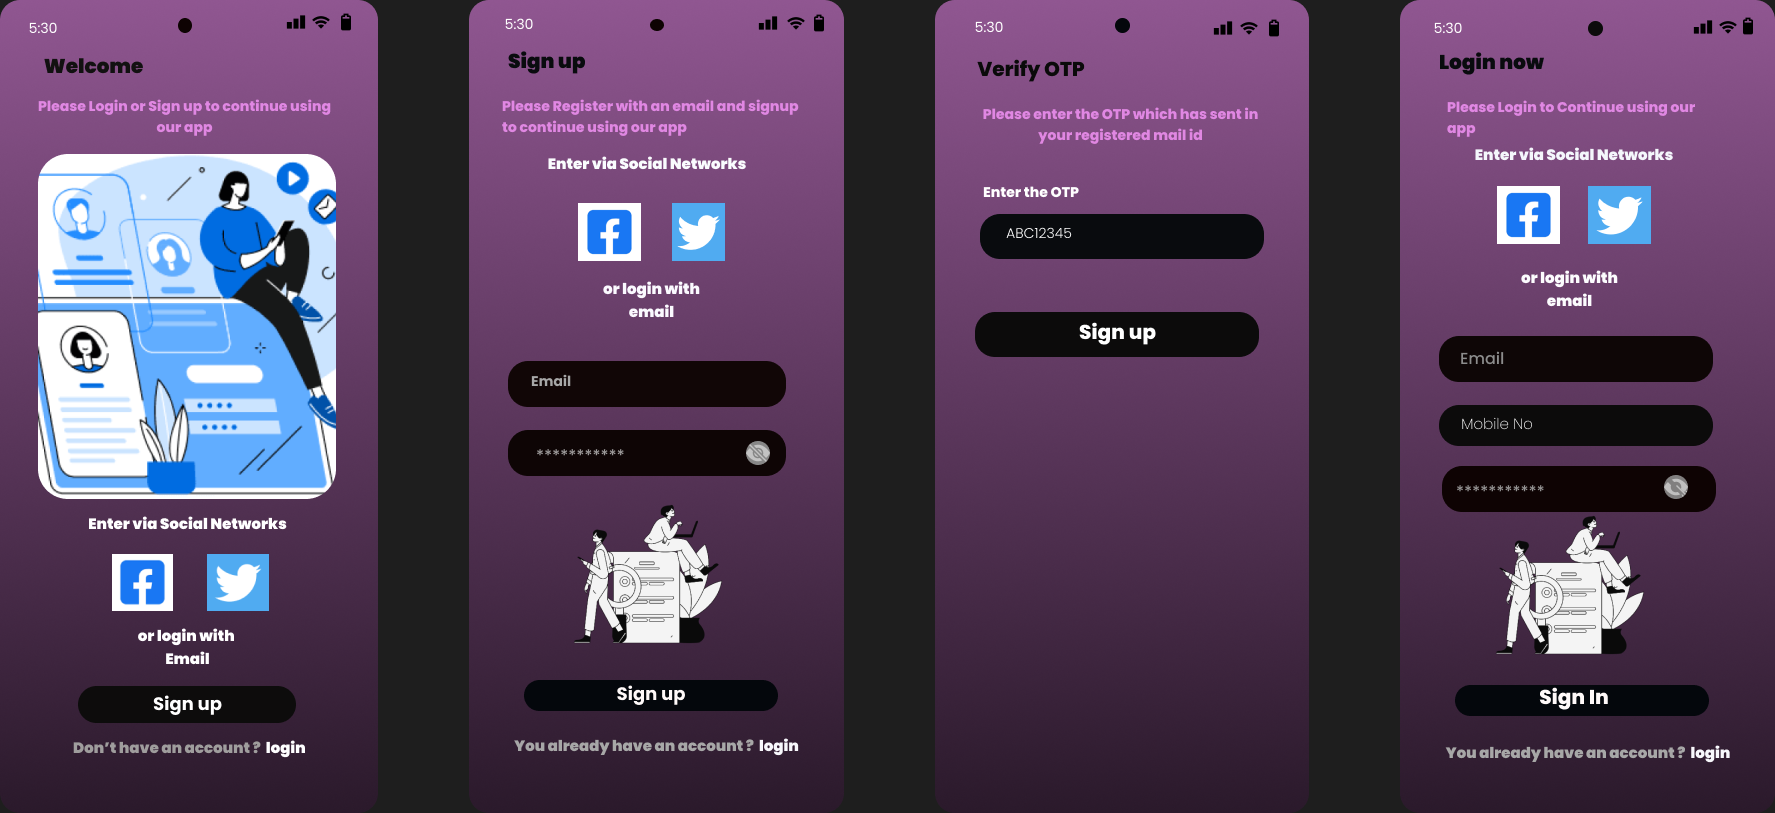 5:30
Welcome
Please Login or Sign up to continue using
our app
Enter via Social Networks
or login with
Email
Sign up
Don’t have an account ? login
5:30
Sign up
Please Register with an email and signup
to continue using our app
Enter via Social Networks
or login with
email
Email
***********
Sign up
You already have an account ? login
5:30
Verify OTP
Please enter the OTP which has sent in
your registered mail id
Enter the OTP
ABC12345
Sign up
5:30
Login now
Please Login to Continue using our
app
Enter via Social Networks
or login with
email
Email
Mobile No
***********
Sign In
You already have an account ? login